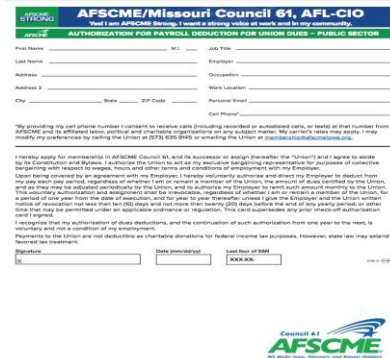 AFSCME STRONG
AFSCME/Missouri Council 61, AFL-CIO
Yes! I am AFSCME Strong. I want a strong voice at work and in my community.
AFSCME
AUTHORIZATION FOR PAYROLL DEDUCTION FOR UNION DUES – PUBLIC SECTOR
First Name M.I. Job Title
Last Name Employer
Address Occupation
Address 2 Work Location
City State ZIP Code Personal Email
Cell Phone*
*By providing my cell phone number I consent to receive calls (including recorded or autodialed calls, or texts) at that number from
AFSCME and its affiliated labor, political and charitable organizations on any subject matter. My carrier's rates may apply. I may
modify my preferences by calling the Union at (573) 635-9145 or emailing the Union at
I hereby apply for membership in AFSCME Council 61, and its successor or assign (hereafter the "Union") and I agree to abide
by its Constitution and Bylaws. I authorize the Union to act as my exclusive bargaining representative for purposes of collective
bargaining with respect to wages, hours and other terms and conditions of employment with my Employer.
Upon being covered by an agreement with my Employer, I hereby voluntarily authorize and direct my Employer to deduct from
my pay each pay period, regardless of whether I am or remain a member of the Union, the amount of dues certified by the Union,
and as they may be adjusted periodically by the Union, and to authorize my Employer to remit such amount monthly to the Union.
This voluntary authorization and assignment shall be irrevocable, regardless of whether I am or remain a member of the Union, for
a period of one year from the date of execution, and for year to year thereafter unless I give the Employer and the Union written
notice of revocation not less than ten (10) days and not more than twenty (20) days before the end of any yearly period, or other
time that may be permitted under an applicable ordinance or regulation. This card supersedes any prior check-off authorization
card I signed.
I recognize that my authorization of dues deductions, and the continuation of such authorization from one year to the next, is
voluntary and not a condition of my employment.
Payments to the Union are not deductible as charitable donations for federal income tax purposes. However, state law may extend
favored tax treatment.
Signature Date (mm/dd/yy) Last four of SSN
X XXX-XX-
Council 61
AFSCME
We Make Iowa, Missouri, and Kansas Happen